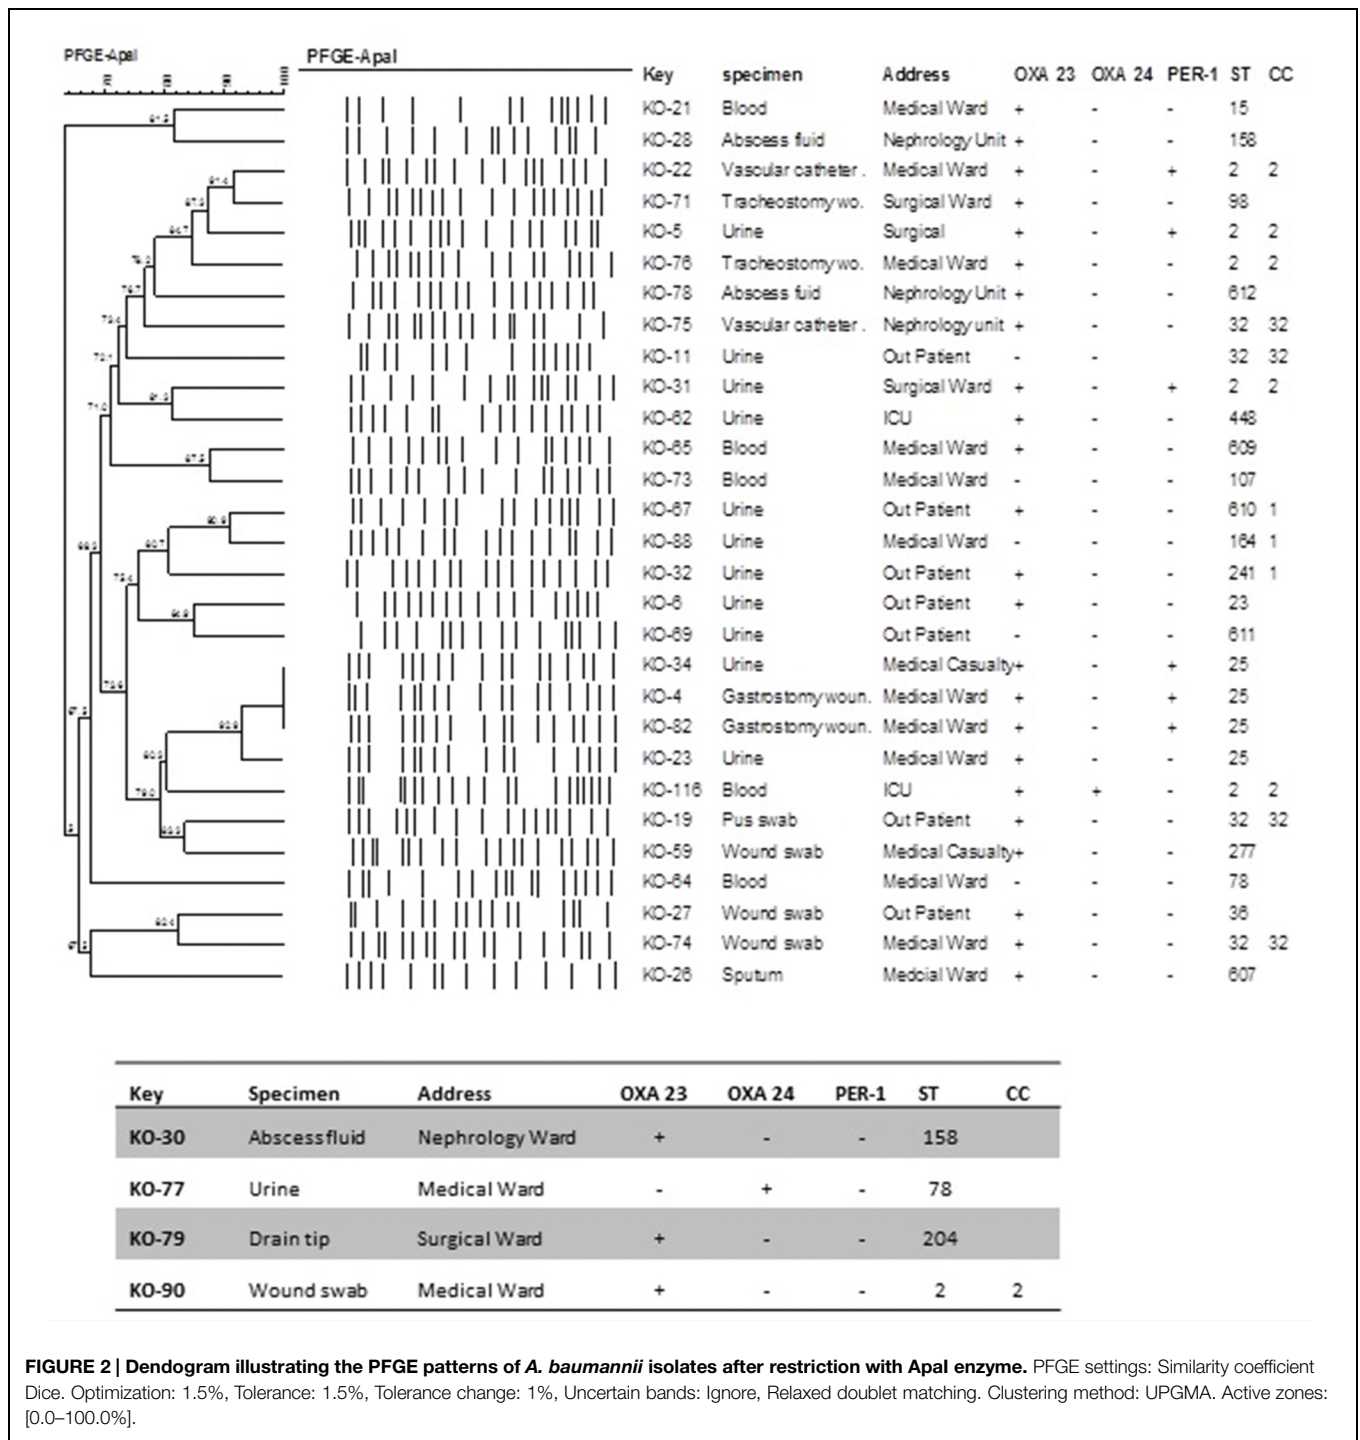 PFGE-ApaI PFGE-ApaI
70 80 90 100
Key specimen Address OXA 23 OXA 24 PER-1 ST CC
KO-21 Blood Medical Ward + - - 15
KO-28 Abscess fluid Nephrology Unit + - - 158
KO-22 Vascular catheter . Medical Ward + - + 2 2
KO-71 Tracheostomy wo. Surgical Ward + - - 98
KO-5 Urine Surgical + - + 2 2
KO-76 Tracheostomy wo. Medical Ward + - - 2 2
KO-78 Abscess fuid Nephrology Unit + - - 612
KO-75 Vascular catheter . Nephrology unit + - - 32 32
KO-11 Urine Out Patient - - 32 32
KO-31 Urine Surgical Ward + - + 2 2
KO-62 Urine ICU + - - 448
KO-65 Blood Medical Ward + - - 609
KO-73 Blood Medical Ward - - - 107
KO-67 Urine Out Patient + - - 610 1
KO-88 Urine Medical Ward - - - 164 1
KO-32 Urine Out Patient + - - 241 1
KO-6 Urine Out Patient + - - 23
KO-69 Urine Out Patient - - - 611
KO-34 Urine Medical Casualty+ - + 25
KO-4 Gastrostomy woun. Medical Ward + - + 25
KO-82 Gastrostomy woun. Medical Ward + - + 25
KO-23 Urine Medical Ward + - - 25
KO-116 Blood ICU + + - 2 2
KO-19 Pus swab Out Patient + - - 32 32
KO-59 Wound swab Medical Casualty+ - - 277
KO-64 Blood Medical Ward - - - 78
KO-27 Wound swab Out Patient + - - 36
KO-74 Wound swab Medical Ward + - - 32 32
KO-26 Sputum Medcial Ward + - - 607
Key Specimen Address OXA 23 OXA 24 PER-1 ST CC
KO-30 Abscess fluid Nephrology Ward + - - 158
KO-77 Urine Medical Ward - + - 78
KO-79 Drain tip Surgical Ward + - - 204
KO-90 Wound swab Medical Ward + - - 2 2
FIGURE 2 | Dendogram illustrating the PFGE patterns of A. baumannii isolates after restriction with ApaI enzyme. PFGE settings: Similarity coefficient
Dice. Optimization: 1.5%, Tolerance: 1.5%, Tolerance change: 1%, Uncertain bands: Ignore, Relaxed doublet matching. Clustering method: UPGMA. Active zones:
[0.0–100.0%].